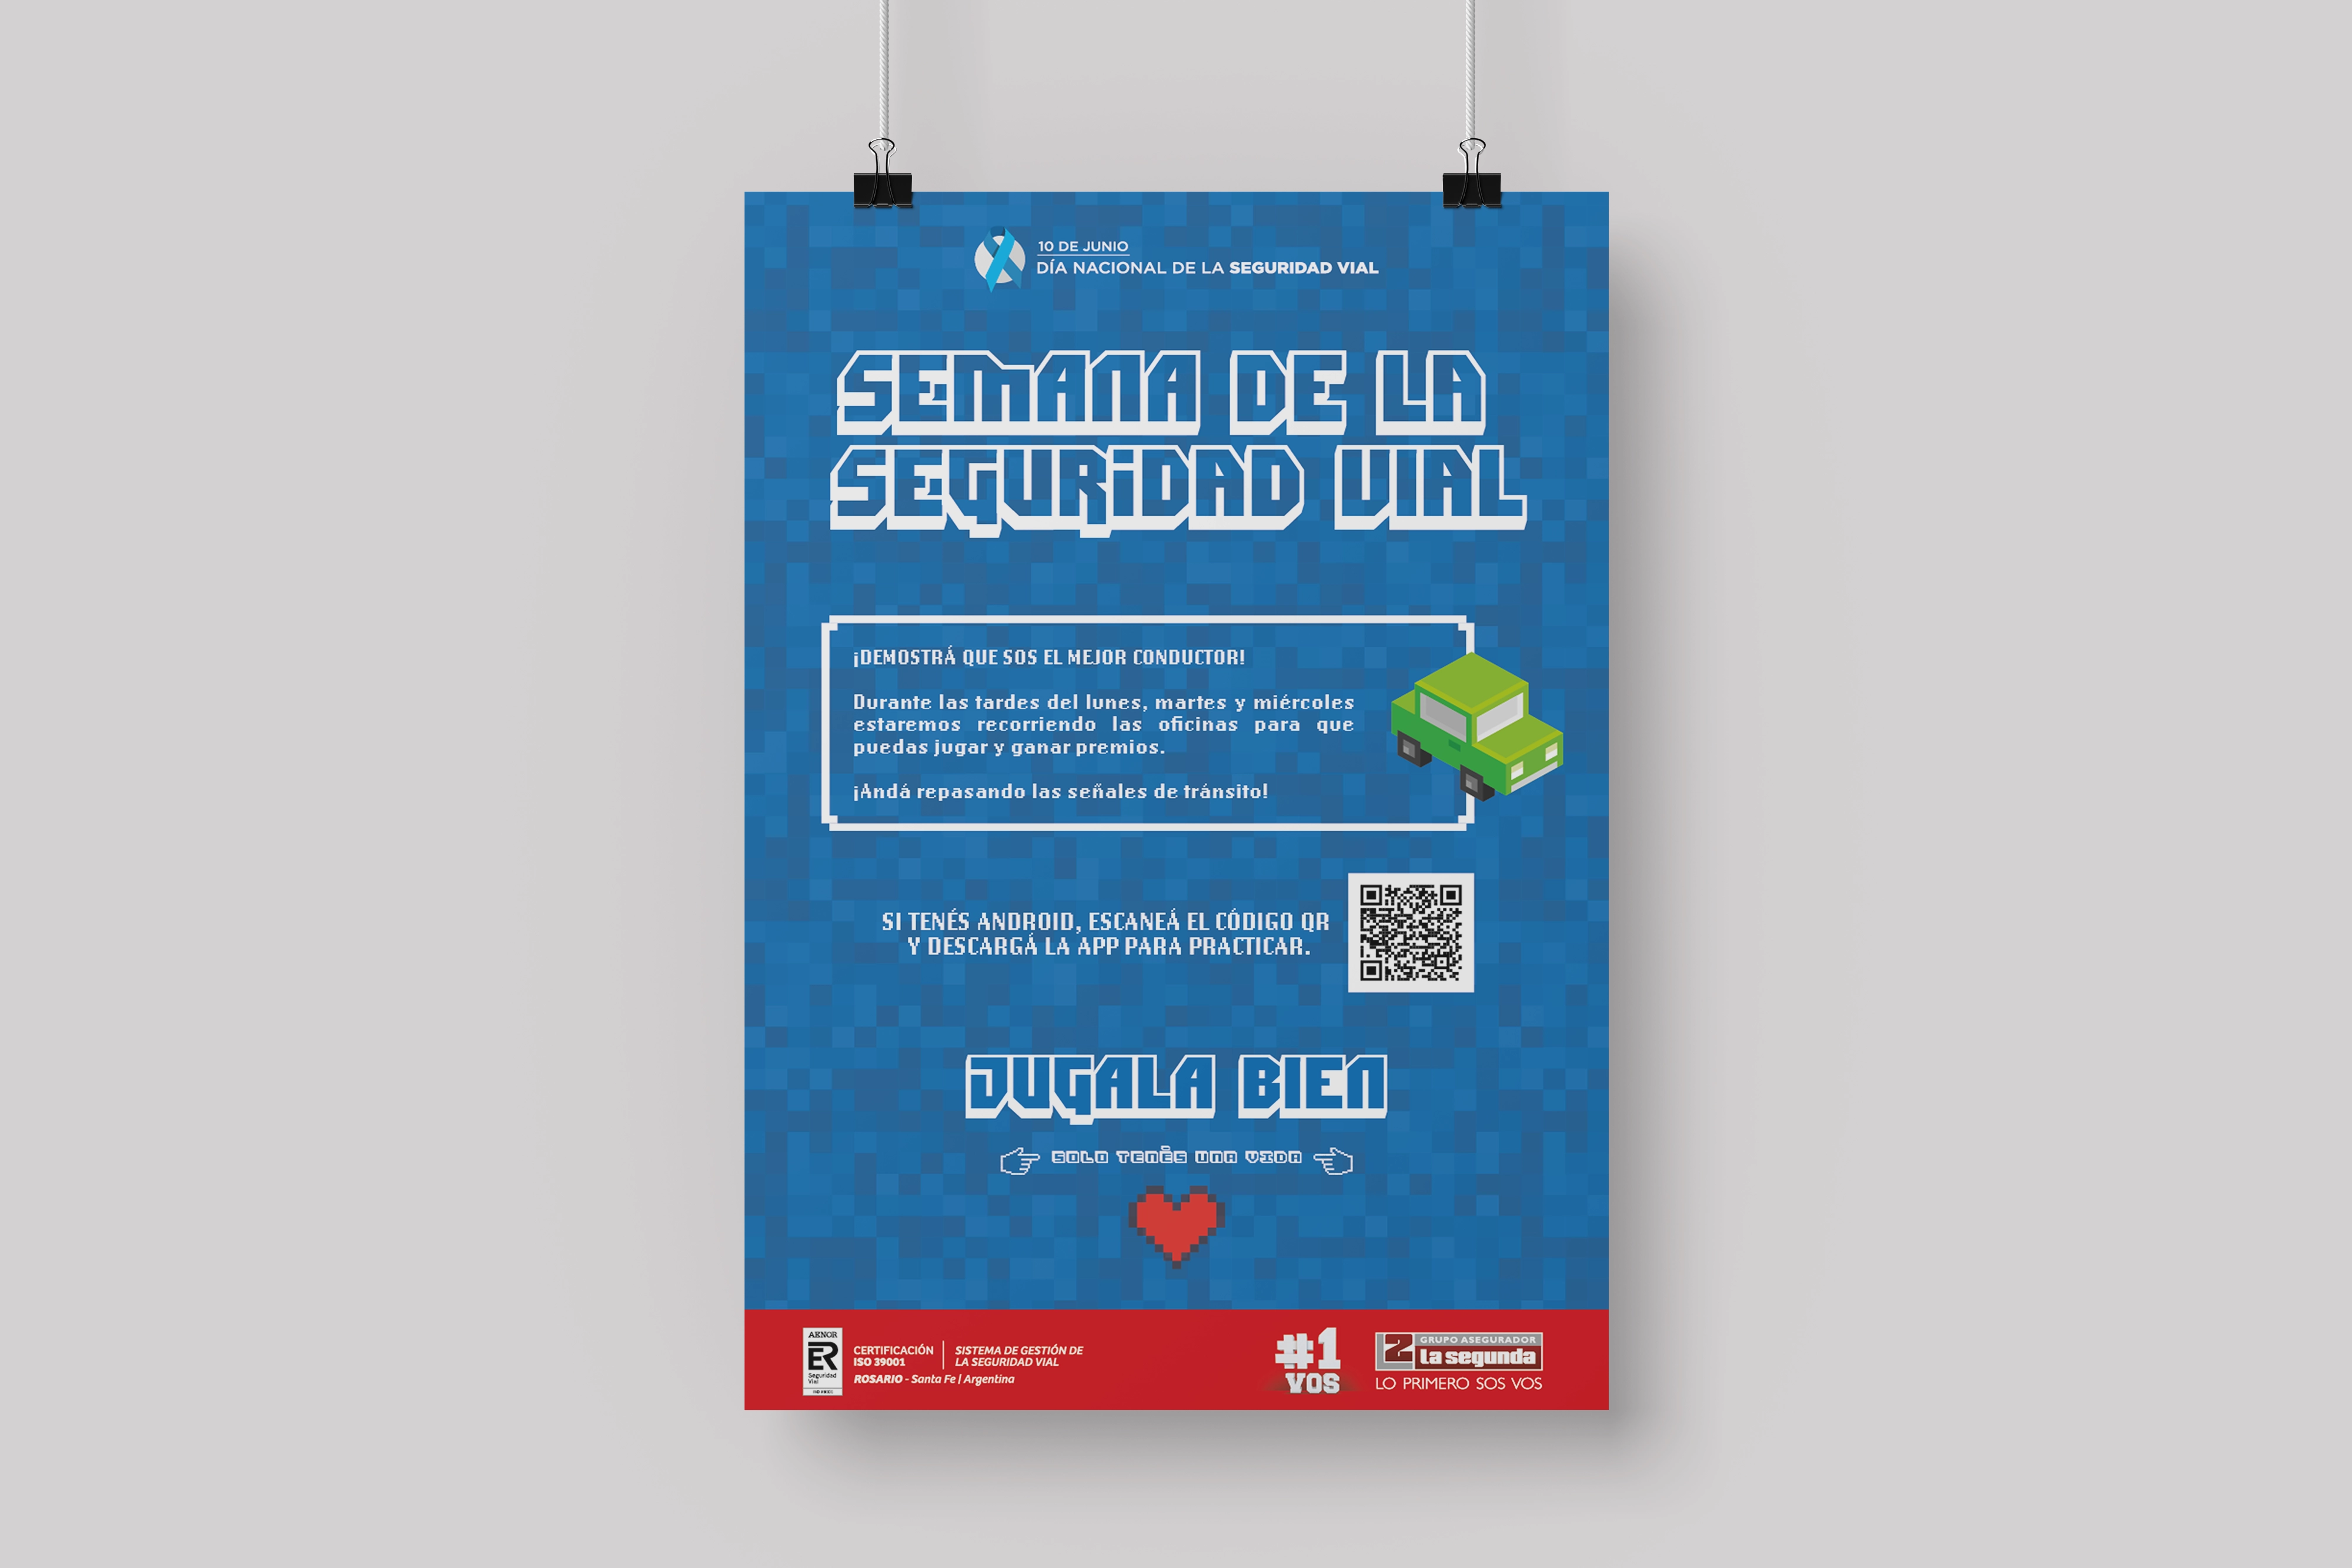 10 DE JUNIO
DÍA NACIONAL DE LA SEGURIDAD VIAL
SEMANA DE LA
SEGURIDAD VIAL
¡DEMOSTRÁ QUE SOS EL MEJOR CONDUCTOR!
Durante las tardes del lunes, martes y miércoles
estaremos recorriendo las oficinas para que
puedas jugar y ganar premios.
¡Andá repasando las señales de tránsito!
SI TENÉS ANDROID, ESCANEÁ EL CÓDIGO QR
Y DESCARGÁ LA APP PARA PRACTICAR.
JUGALA BIEN
SOLO TENÉS UNA VIDA
AENOR
ER
Seguridad
Vial
CERTIFICACIÓN
ISO 39001
SISTEMA DE GESTIÓN DE
LA SEGURIDAD VIAL
ROSARIO - Santa Fe | Argentina
#1
VOS
2
GRUPO ASEGURADOR
la segunda
LO PRIMERO SOS VOS